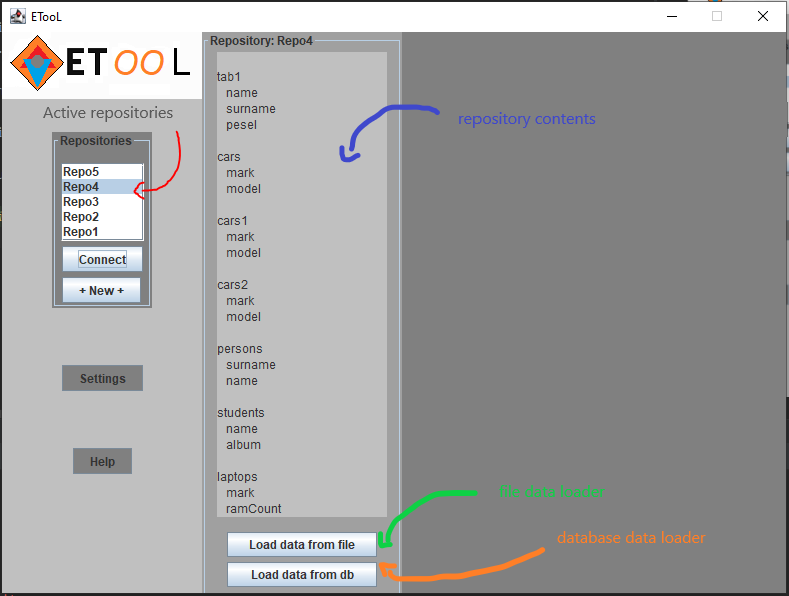 ETooL
ETOOL
Active repositories
Repositories
Repo5
Repo4
Repo3
Repo2
Repo1
Connect
+ New +
Settings
Help
Repository: Repo4
tab1
name
surname
pesel
cars
mark
model
cars1
mark
model
cars2
mark
model
persons
surname
name
students
name
album
laptops
mark
ramCount
Load data from file
Load data from db
repository contents
file data loader
database data loader